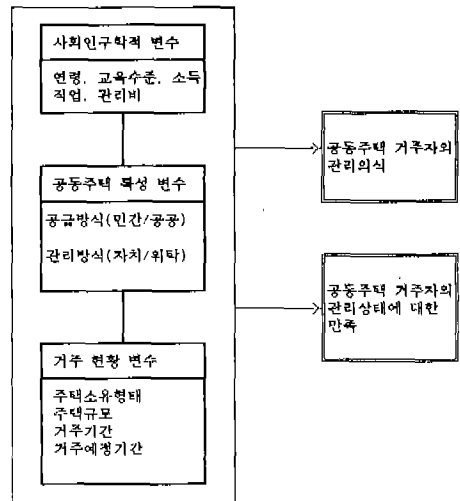 사회인구학적 변수
연령, 교육수준, 소득
직업, 관리비
공동주택 특성 변수
공급방식(민간/공공)
관리방식(자치/위탁)
거주 현황 변수
주택소유형태
주택규모
거주기간
거주예정기간
공동주택 거주자의
관리의식
공동주택 거주자의
관리상태에 대한
만족